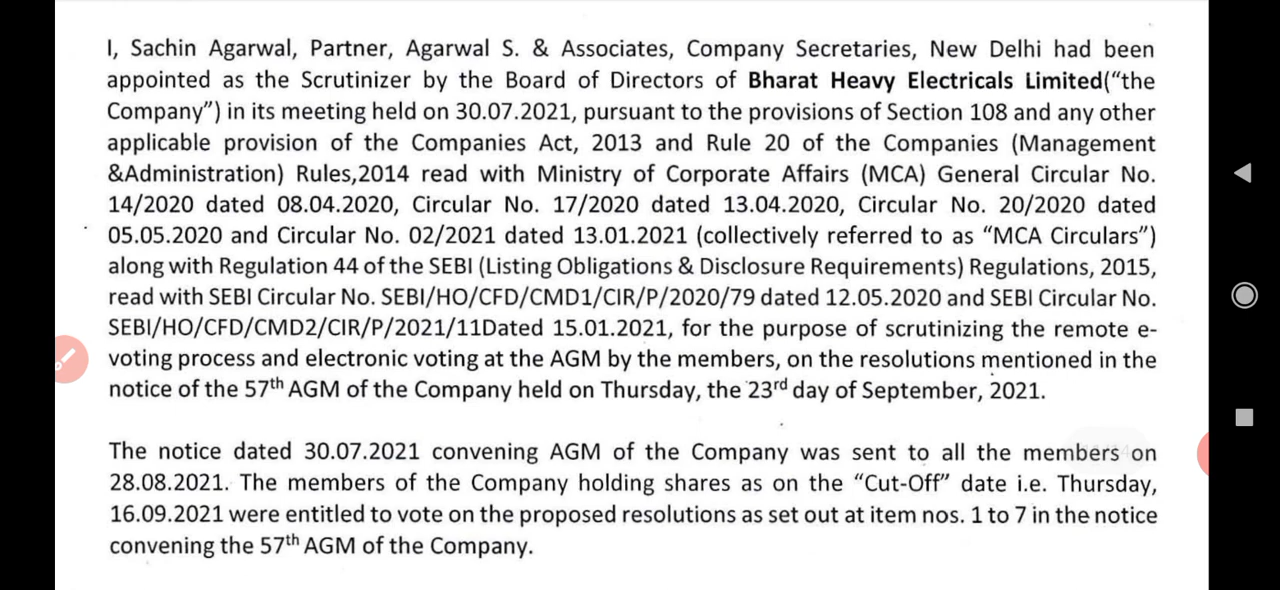 I, Sachin Agarwal, Partner, Agarwal S. & Associates, Company Secretaries, New Delhi had been
appointed as the Scrutinizer by the Board of Directors of Bharat Heavy Electricals Limited(“the
Company”) in its meeting held on 30.07.2021, pursuant to the provisions of Section 108 and any other
applicable provision of the Companies Act, 2013 and Rule 20 of the Companies (Management
&Administration) Rules,2014 read with Ministry of Corporate Affairs (MCA) General Circular No.
14/2020 dated 08.04.2020, Circular No. 17/2020 dated 13.04.2020, Circular No. 20/2020 dated
05.05.2020 and Circular No. 02/2021 dated 13.01.2021 (collectively referred to as “MCA Circulars”)
along with Regulation 44 of the SEBI (Listing Obligations & Disclosure Requirements) Regulations, 2015,
read with SEBI Circular No. SEBI/HO/CFD/CMD1/CIR/P/2020/79 dated 12.05.2020 and SEBI Circular No.
SEBI/HO/CFD/CMD2/CIR/P/2021/11Dated 15.01.2021, for the purpose of scrutinizing the remote e-
voting process and electronic voting at the AGM by the members, on the resolutions mentioned in the
notice of the 57th AGM of the Company held on Thursday, the 23rd day of September, 2021.
The notice dated 30.07.2021 convening AGM of the Company was sent to all the members on
28.08.2021. The members of the Company holding shares as on the “Cut-Off” date i.e. Thursday,
16.09.2021 were entitled to vote on the proposed resolutions as set out at item nos. 1 to 7 in the notice
convening the 57th AGM of the Company.